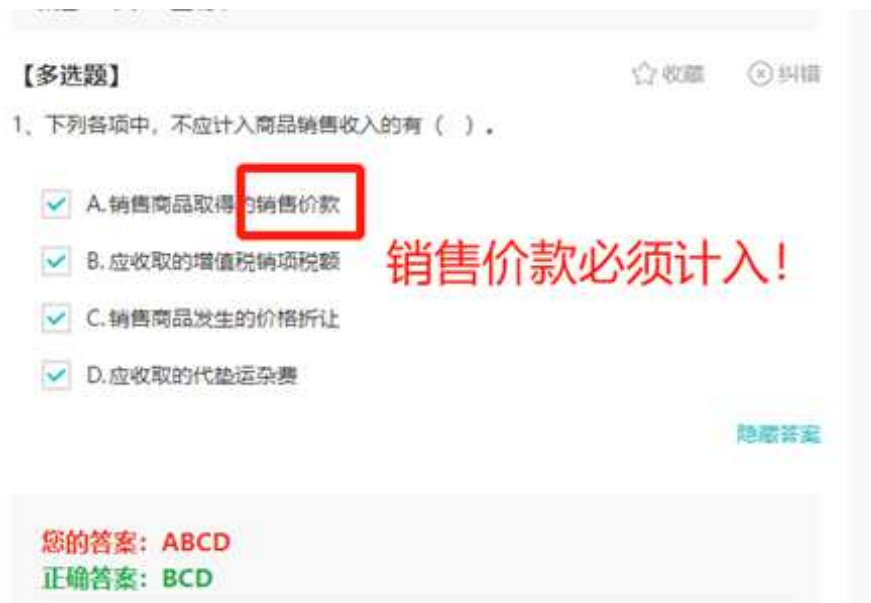 【多选题】
收藏
纠错
1、下列各项中，不应计入商品销售收入的有（ ）.
A.销售商品取得的销售价款
B.应收取的增值税销项税额
销售价款必须计入！
C.销售商品发生的价格折让
D.应收取的代垫运杂费
隐藏答案
您的答案：ABCD
正确答案：BCD